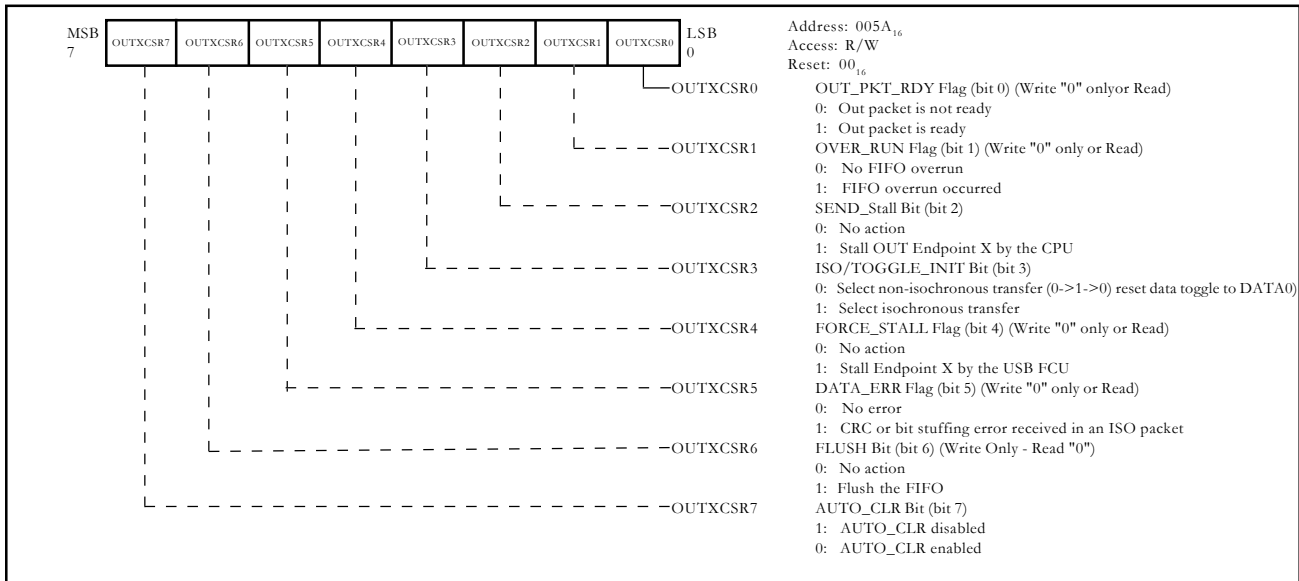 MSB
7
OUTXCSR7 OUTXCSR6 OUTXCSR5 OUTXCSR4 OUTXCSR3 OUTXCSR2 OUTXCSR1 OUTXCSR0
LSB
0
Address: 005A₁₆
Access: R/W
Reset: 00₁₆
OUTXCSR0 OUT_PKT_RDY Flag (bit 0) (Write "0" onlyor Read)
0: Out packet is not ready
1: Out packet is ready
OUTXCSR1 OVER_RUN Flag (bit 1) (Write "0" only or Read)
0: No FIFO overrun
1: FIFO overrun occurred
OUTXCSR2 SEND_Stall Bit (bit 2)
0: No action
1: Stall OUT Endpoint X by the CPU
OUTXCSR3 ISO/TOGGLE_INIT Bit (bit 3)
0: Select non-isochronous transfer (0->1->0) reset data toggle to DATA0)
1: Select isochronous transfer
OUTXCSR4 FORCE_STALL Flag (bit 4) (Write "0" only or Read)
0: No action
1: Stall Endpoint X by the USB FCU
OUTXCSR5 DATA_ERR Flag (bit 5) (Write "0" only or Read)
0: No error
1: CRC or bit stuffing error received in an ISO packet
OUTXCSR6 FLUSH Bit (bit 6) (Write Only - Read "0")
0: No action
1: Flush the FIFO
OUTXCSR7 AUTO_CLR Bit (bit 7)
1: AUTO_CLR disabled
0: AUTO_CLR enabled